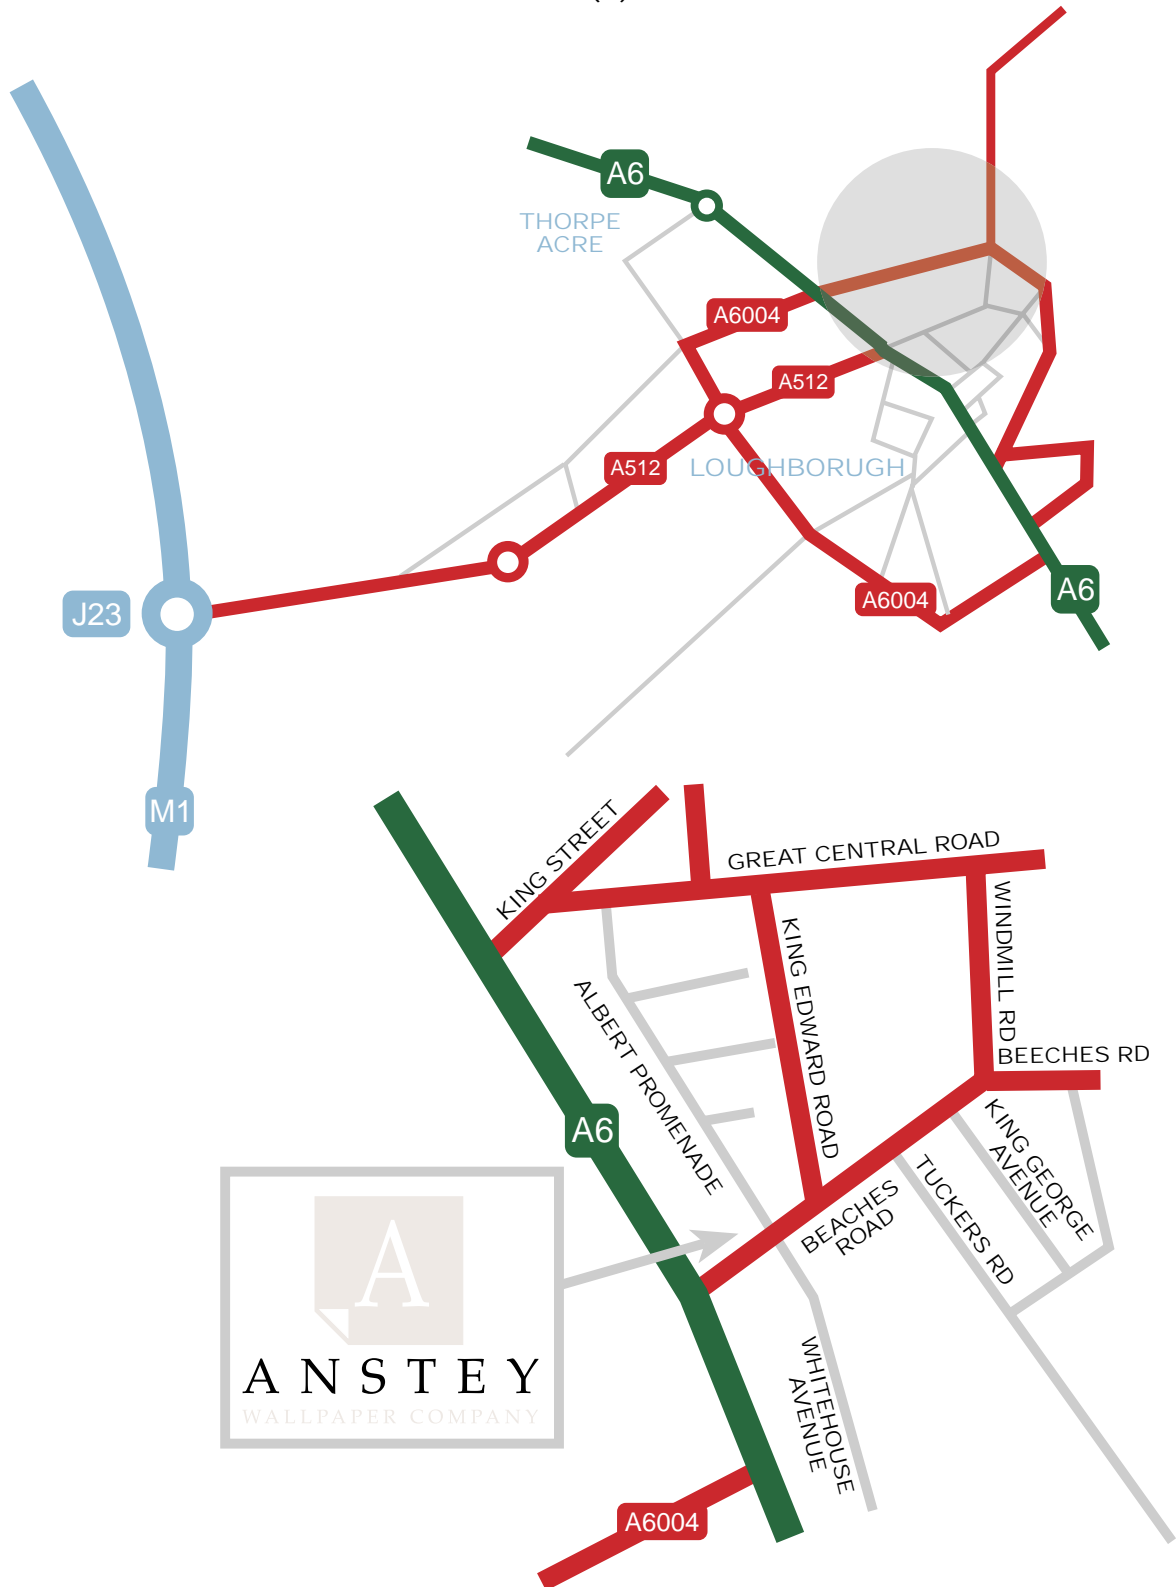 A6
THORPE
ACRE
A6004
A512
A512
LOUGHBORUGH
A6004
A6
J23
M1
KING STREET
GREAT CENTRAL ROAD
WINDMILL RD
KING EDWARD ROAD
ALBERT PROMENADE
BEECHES RD
A6
KING GEORGE
AVENUE
TUCKERS RD
BEACHES
ROAD
A
ANSTEY
WALLPAPER COMPANY
WHITEHOUSE
AVENUE
A6004